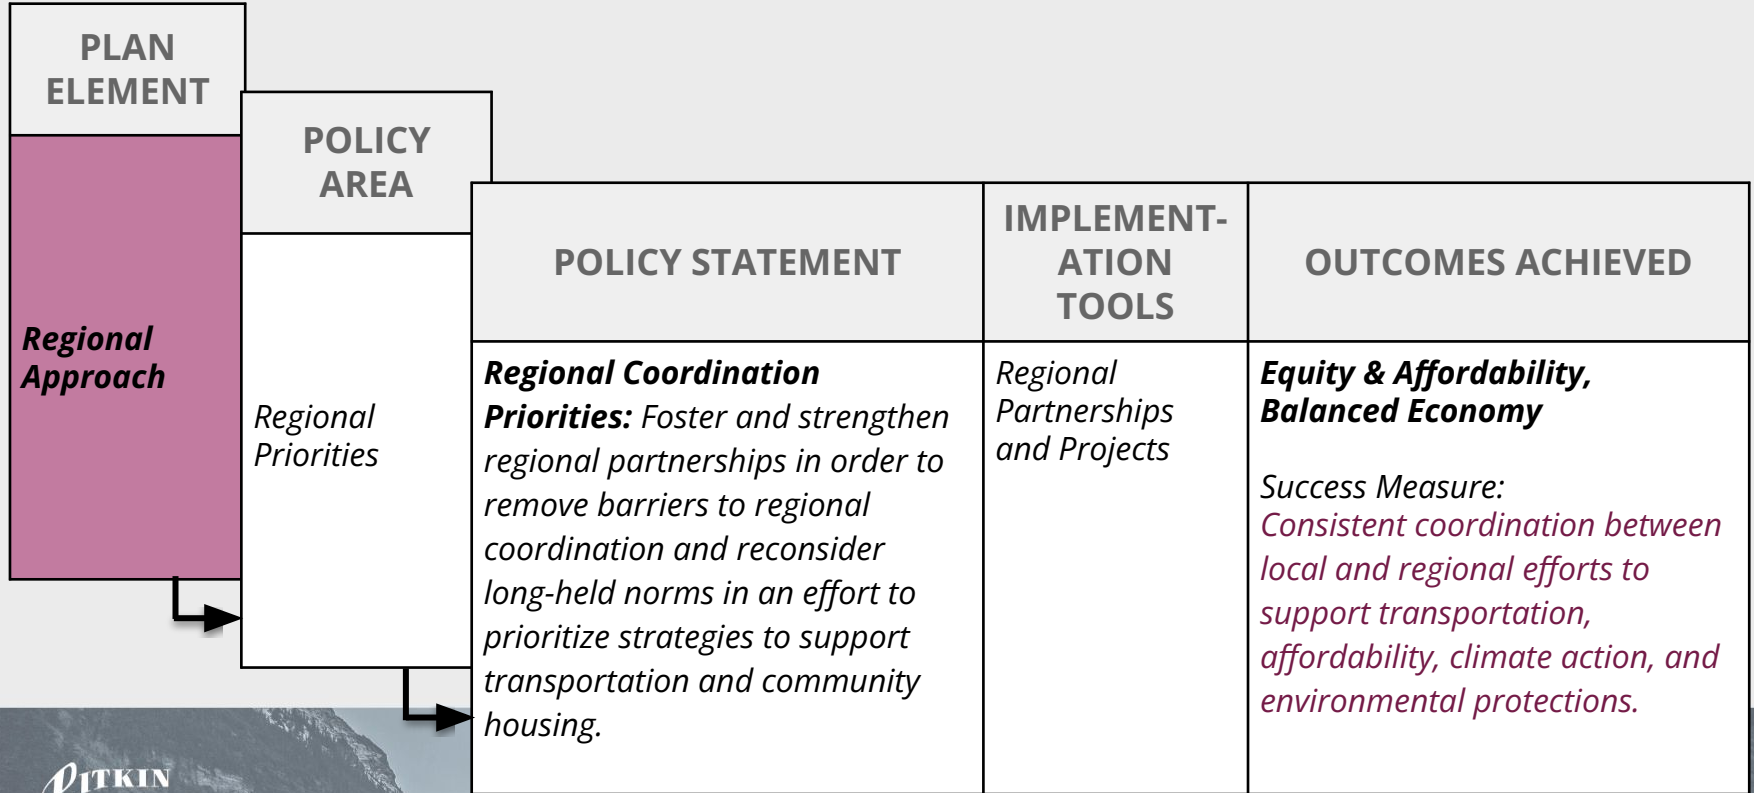 PLAN
ELEMENT
Regional
Approach
POLICY
AREA
Regional
Priorities
POLICY STATEMENT
Regional Coordination
Priorities: Foster and strengthen
regional partnerships in order to
remove barriers to regional
coordination and reconsider
long-held norms in an effort to
prioritize strategies to support
transportation and community
housing.
IMPLEMENT-
ATION
TOOLS
Regional
Partnerships
and Projects
OUTCOMES ACHIEVED
Equity & Affordability,
Balanced Economy
Success Measure:
Consistent coordination between
local and regional efforts to
support transportation,
affordability, climate action, and
environmental protections.
PITKIN